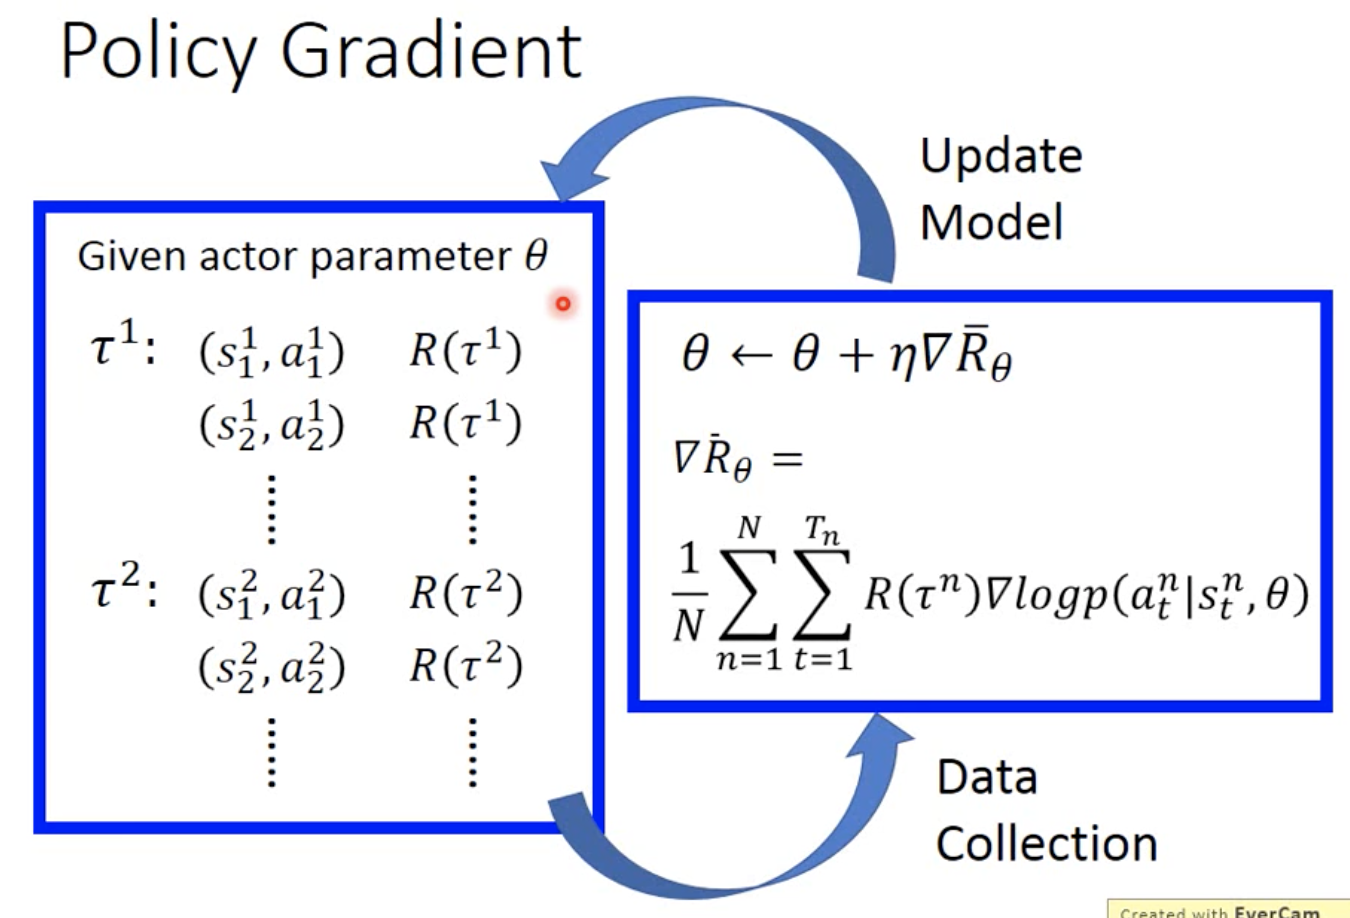 Policy Gradient
Update
Model
Given actor parameter θ
τ¹: (s₁¹, a₁¹) R(τ¹)
(s₂¹, a₂¹) R(τ¹)
⋮ ⋮
τ²: (s₁², a₁²) R(τ²)
(s₂², a₂²) R(τ²)
⋮ ⋮
θ ← θ + η∇R̄θ
∇R̄θ =
1/N ∑ₙ₌₁ᴺ ∑ₜ₌₁ᵀⁿ R(τⁿ)∇logp(aₜⁿ|sₜⁿ, θ)
Data
Collection
Created with EverCam